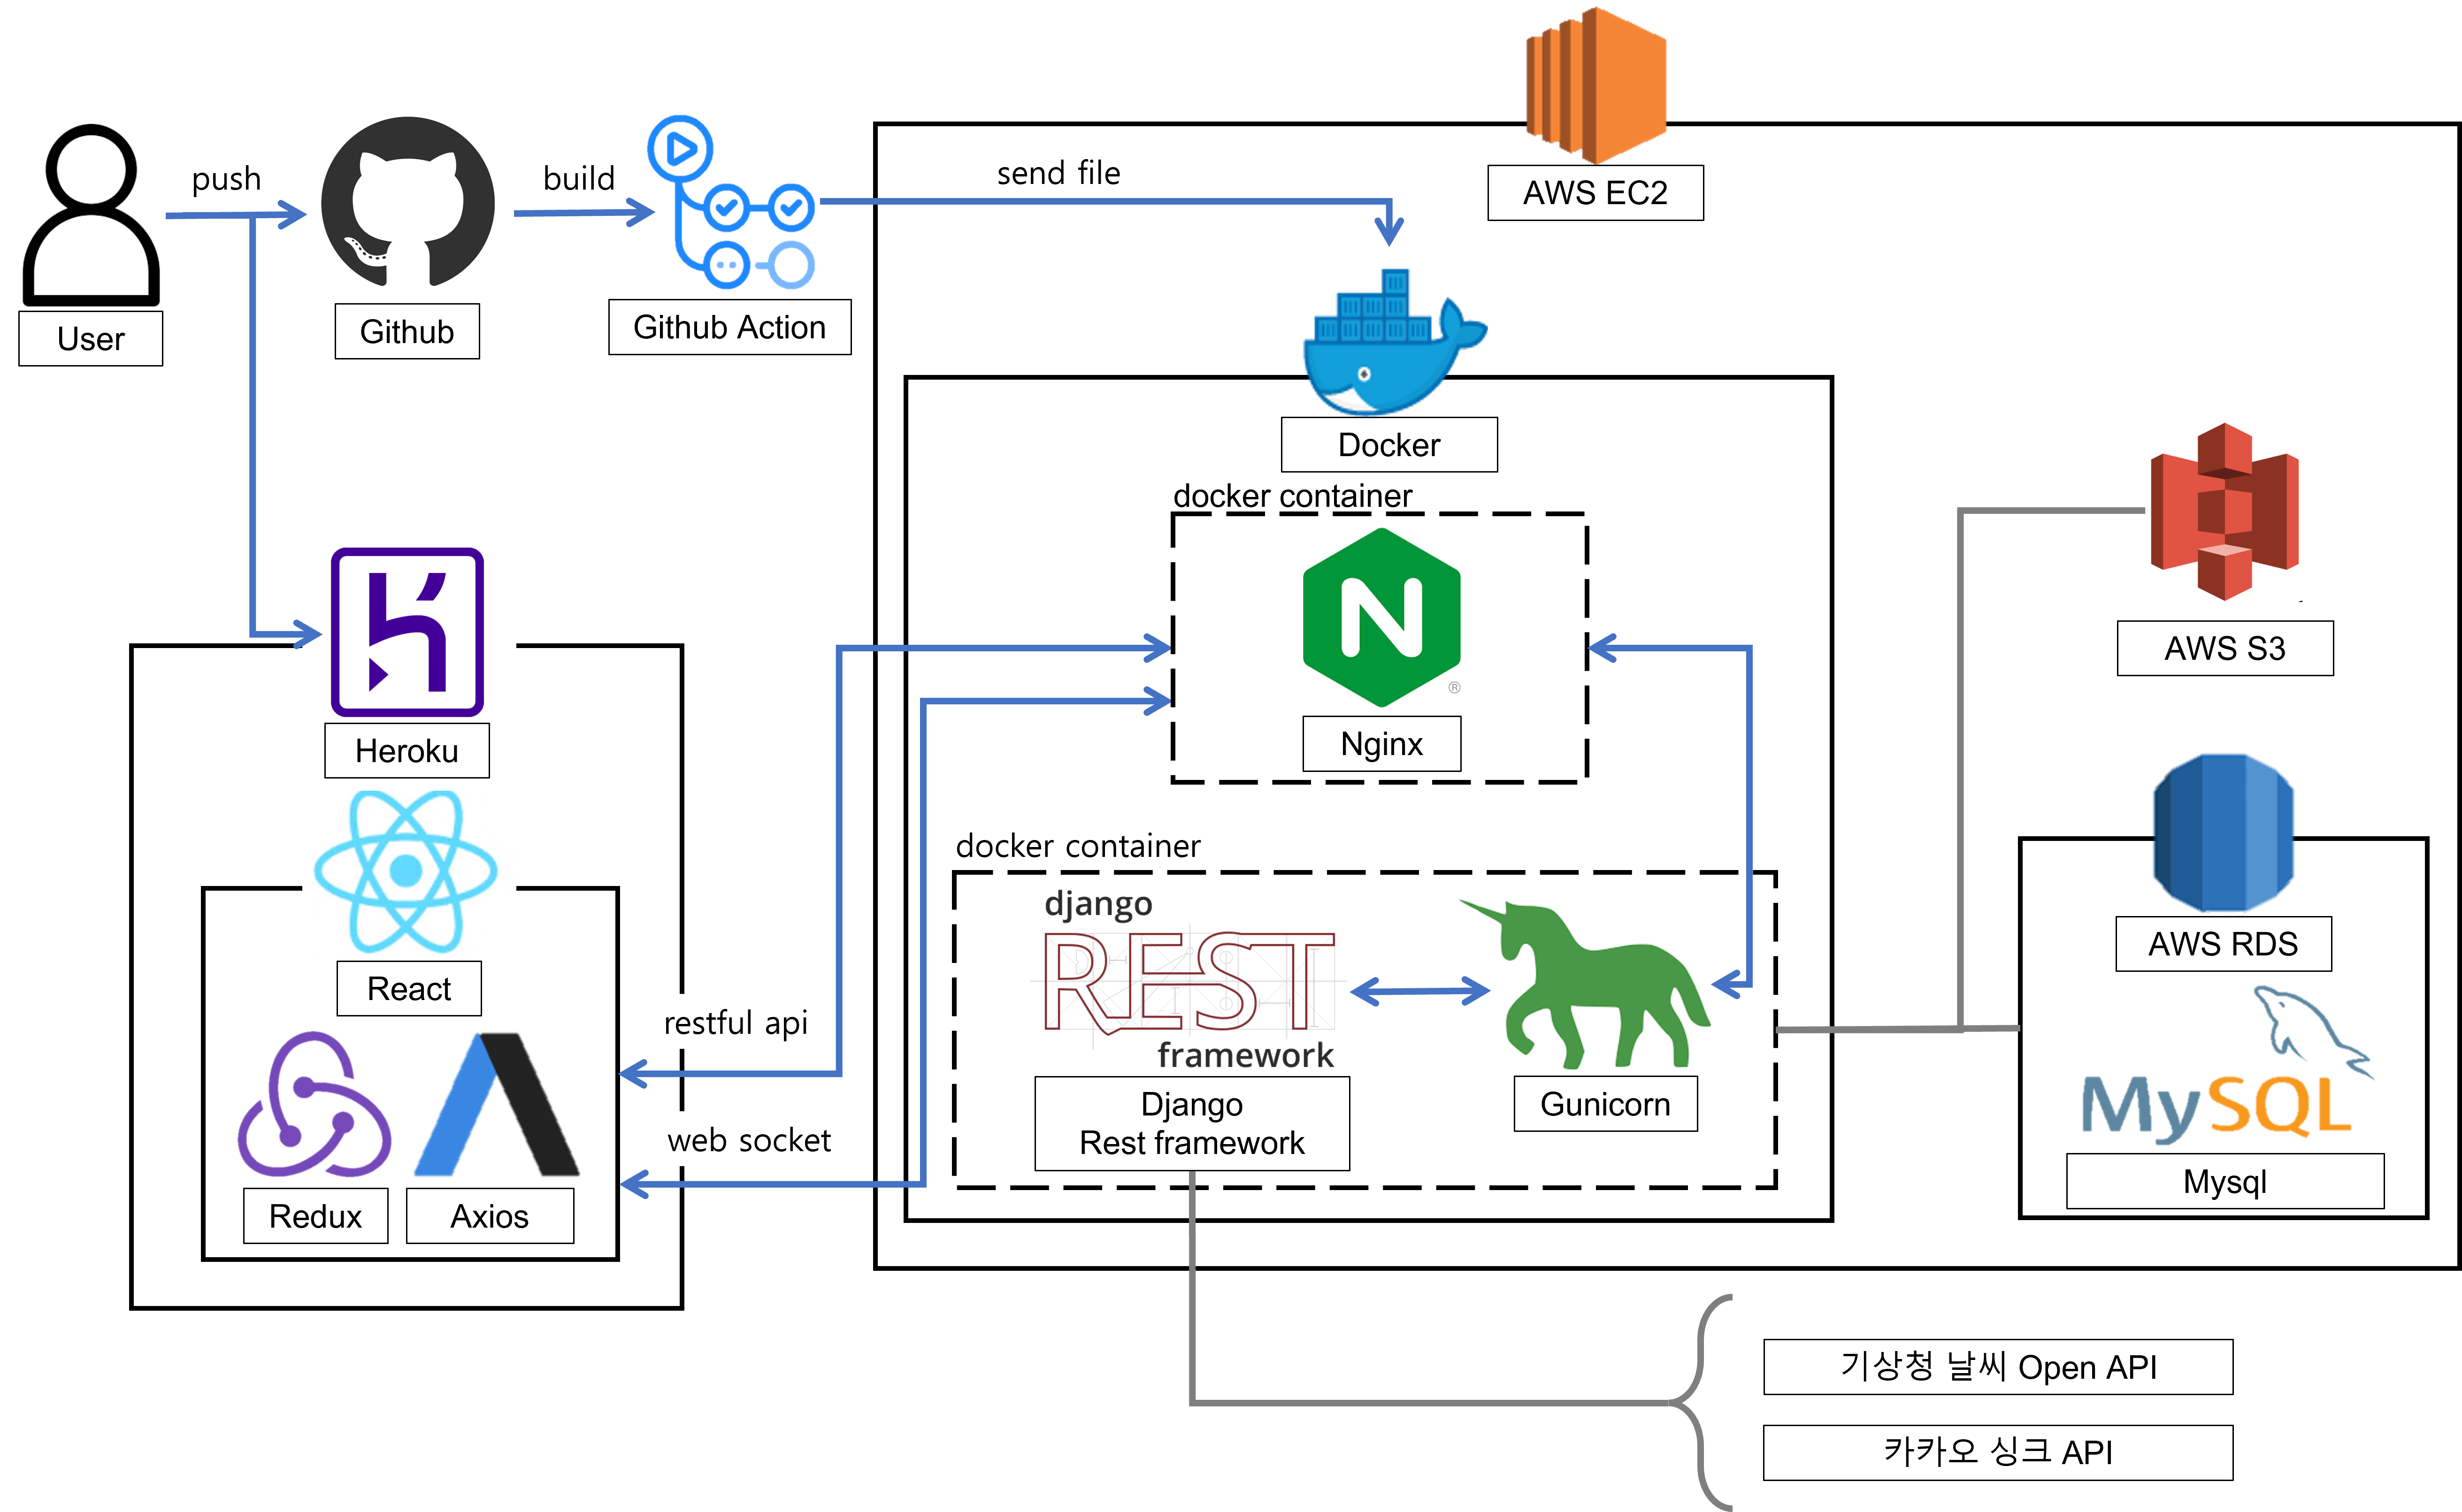 push
build
send file
AWS EC2
User
Github
Github Action
Docker
docker container
N
®
Nginx
AWS S3
Heroku
docker container
django
REST
framework
Django
Rest framework
Gunicorn
AWS RDS
MySQL
Mysql
React
restful api
web socket
Redux
Axios
기상청 날씨 Open API
카카오 싱크 API